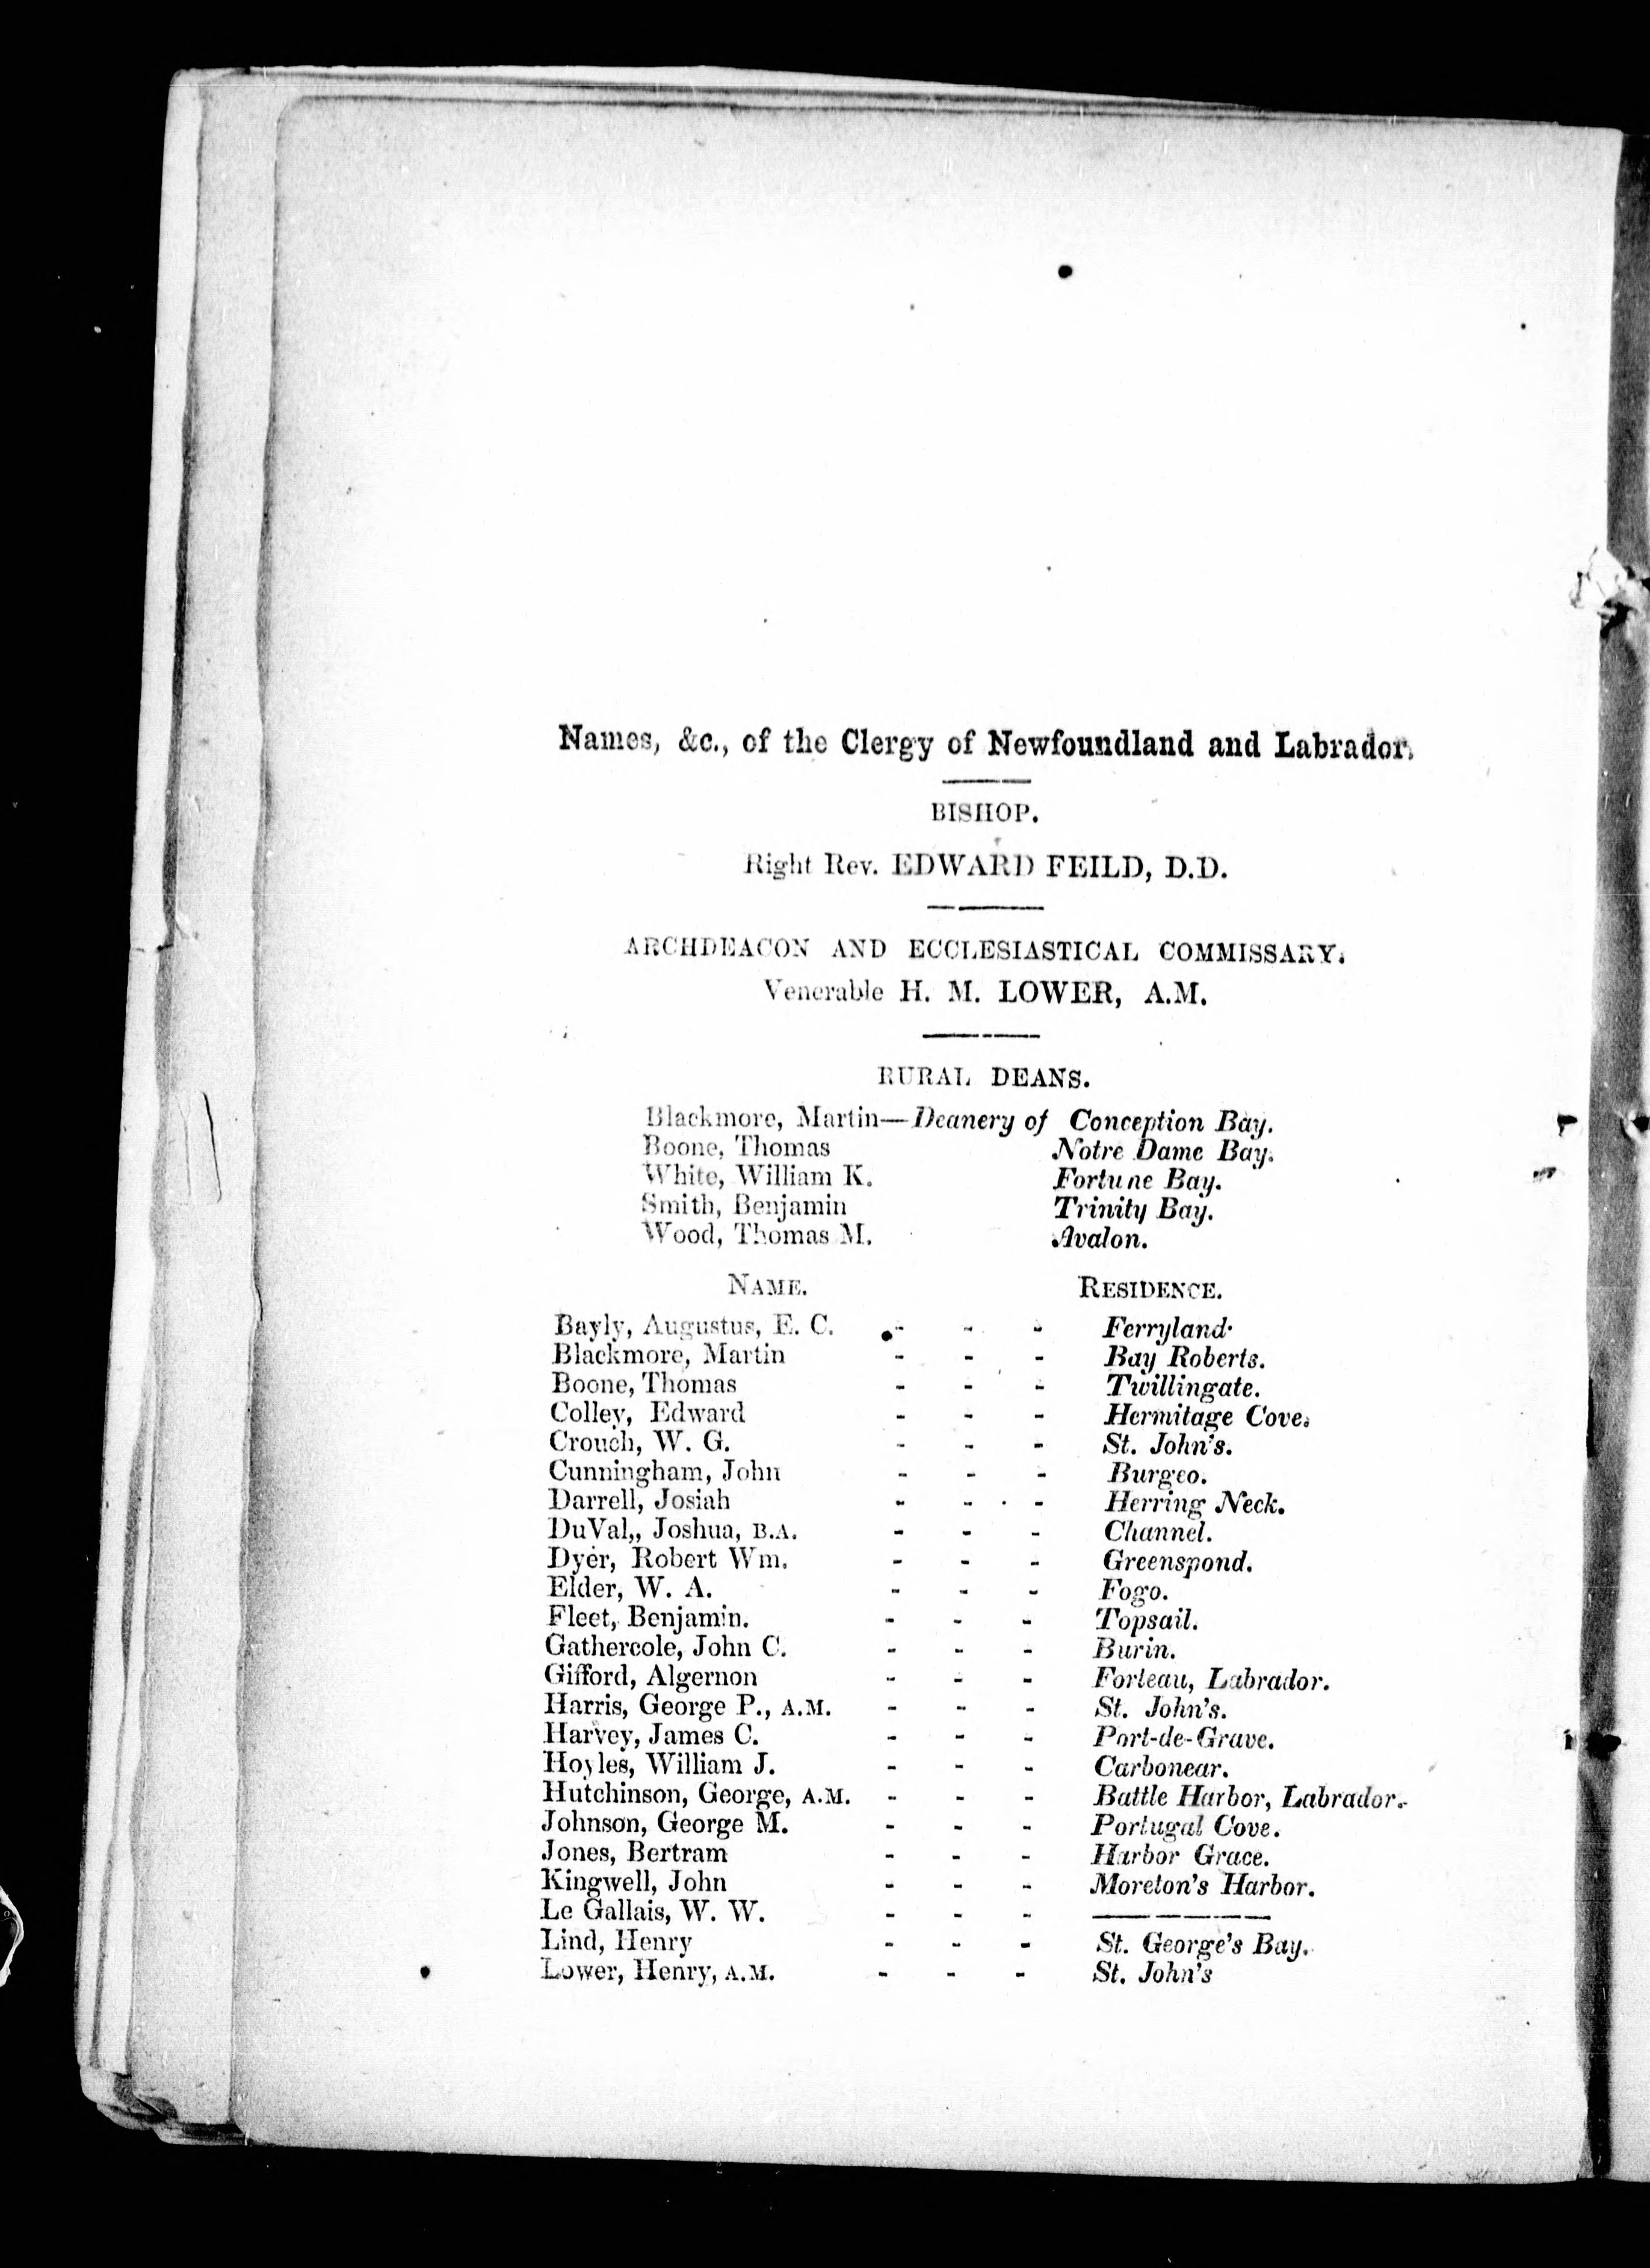 Names, &c., of the Clergy of Newfoundland and Labrador.
BISHOP.
Right Rev. EDWARD FEILD, D.D.
ARCHDEACON AND ECCLESIASTICAL COMMISSARY.
Venerable H. M. LOWER, A.M.
RURAL DEANS.
Blackmore, Martin—Deanery of Conception Bay.
Boone, Thomas Notre Dame Bay.
White, William K. Fortune Bay.
Smith, Benjamin Trinity Bay.
Wood, Thomas M. Avalon.
NAME. RESIDENCE.
Bayly, Augustus, E. C. - - - Ferryland.
Blackmore, Martin - - - Bay Roberts.
Boone, Thomas - - - Twillingate.
Colley, Edward - - - Hermitage Cove.
Crouch, W. G. - - - St. John's.
Cunningham, John - - - Burgeo.
Darrell, Josiah - - - Herring Neck.
DuVal,, Joshua, B.A. - - - Channel.
Dyer, Robert Wm. - - - Greenspond.
Elder, W. A. - - - Fogo.
Fleet, Benjamin. - - - Topsail.
Gathercole, John C. - - - Burin.
Gifford, Algernon - - - Forteau, Labrador.
Harris, George P., A.M. - - - St. John's.
Harvey, James C. - - - Port-de-Grave.
Hoyles, William J. - - - Carbonear.
Hutchinson, George, A.M. - - - Battle Harbor, Labrador.
Johnson, George M. - - - Portugal Cove.
Jones, Bertram - - - Harbor Grace.
Kingwell, John - - - Moreton's Harbor.
Le Gallais, W. W. - - - ——————
Lind, Henry - - - St. George's Bay.
Lower, Henry, A.M. - - - St. John's